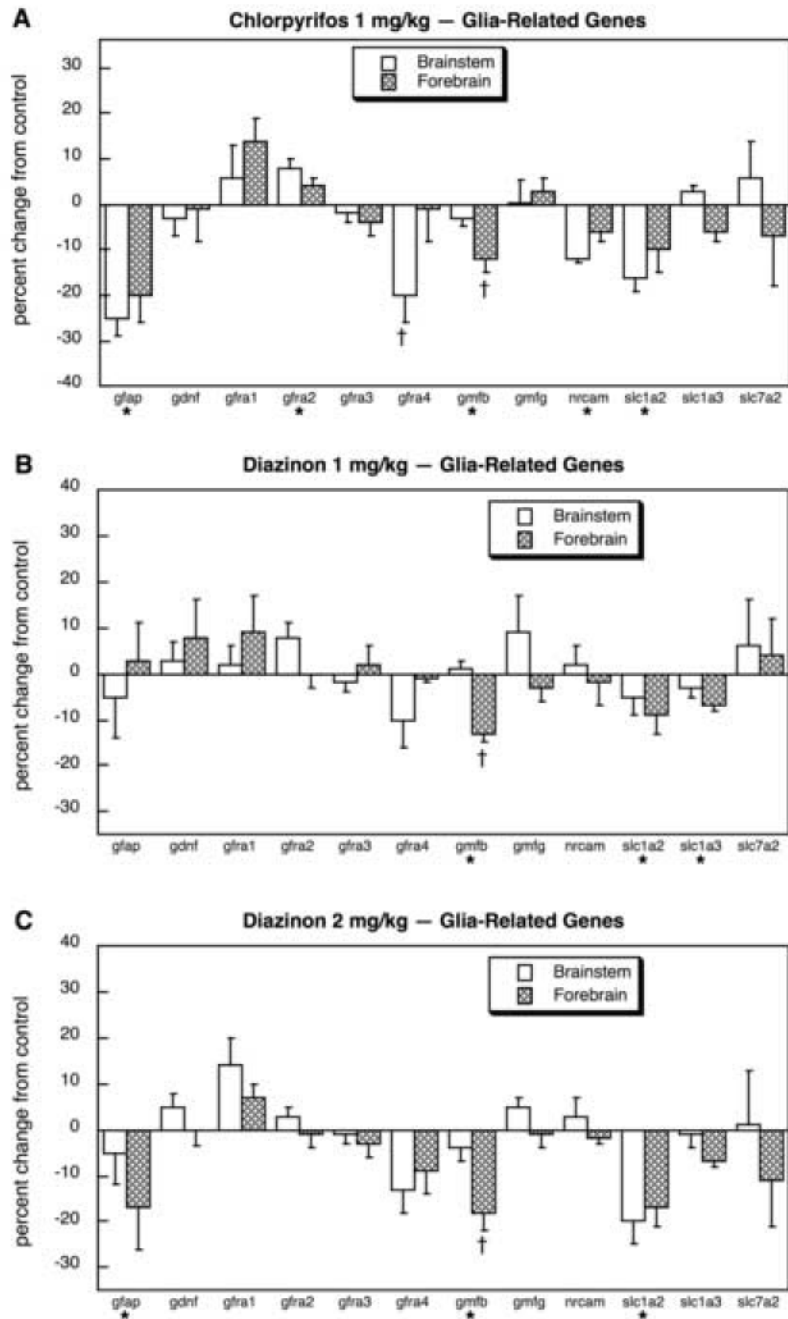 A
Chlorpyrifos 1 mg/kg — Glia-Related Genes
Brainstem
Forebrain
percent change from control
30
20
10
0
-10
-20
-30
-40
†
†
gfap gdnf gfra1 gfra2 gfra3 gfra4 gmfb gmfg nrcam slc1a2 slc1a3 slc7a2
* * * * *
B
Diazinon 1 mg/kg — Glia-Related Genes
Brainstem
Forebrain
percent change from control
40
30
20
10
0
-10
-20
-30
†
gfap gdnf gfra1 gfra2 gfra3 gfra4 gmfb gmfg nrcam slc1a2 slc1a3 slc7a2
* * *
C
Diazinon 2 mg/kg — Glia-Related Genes
Brainstem
Forebrain
percent change from control
40
30
20
10
0
-10
-20
-30
†
gfap gdnf gfra1 gfra2 gfra3 gfra4 gmfb gmfg nrcam slc1a2 slc1a3 slc7a2
* * *